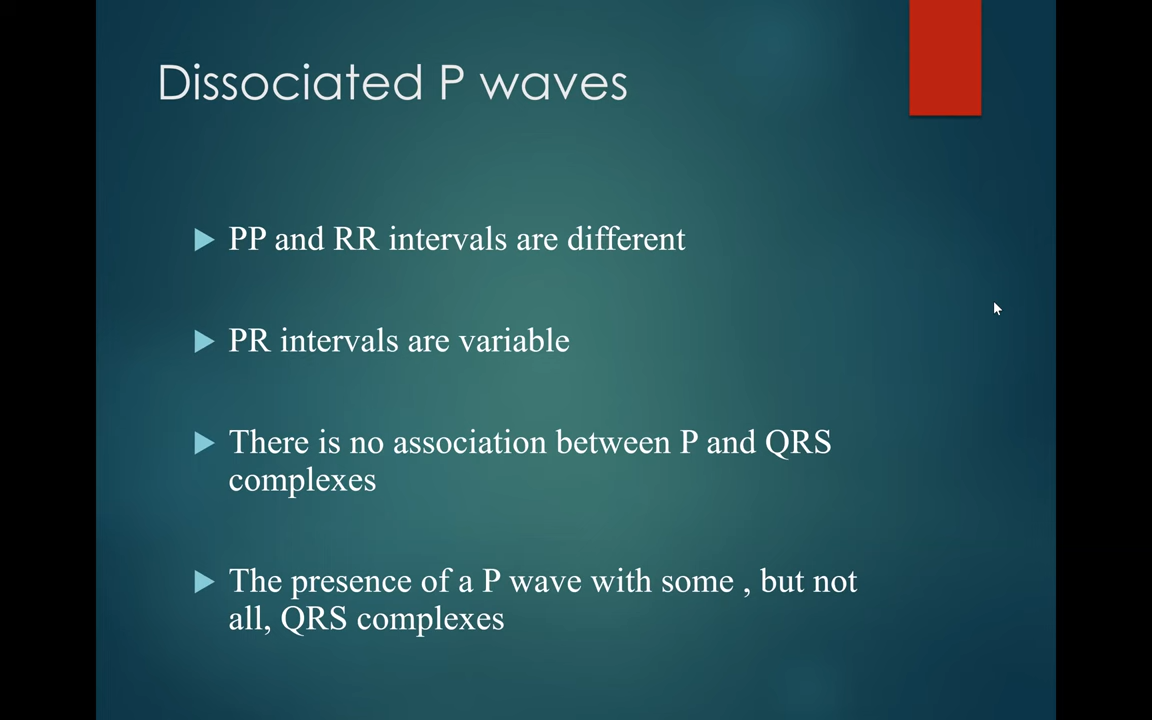 Dissociated P waves
PP and RR intervals are different
PR intervals are variable
There is no association between P and QRS
complexes
The presence of a P wave with some , but not
all, QRS complexes